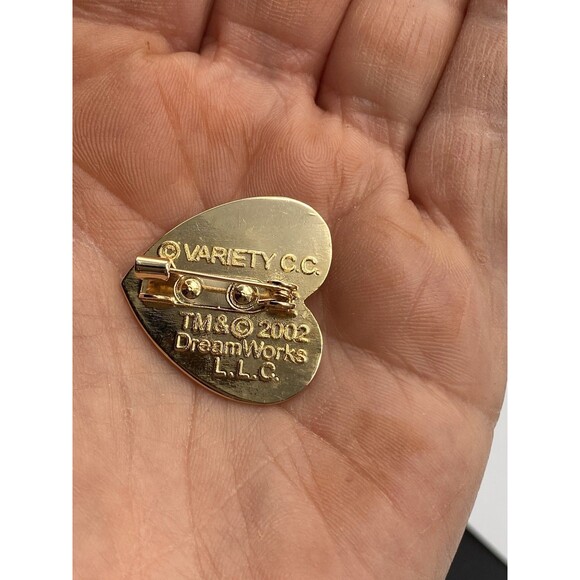 © VARIETY C.C.
TM & © 2002
DreamWorks
L.L.C.